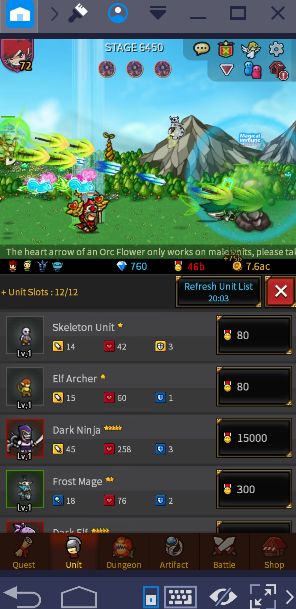 STAGE 6450
72
Magical
The heart arrow of an Orc Flower only works on male units, please tak
760
46b
7.6ac
+ Unit Slots : 12/12
Refresh Unit List
20:03
Skeleton Unit
Lv.1
14
42
3
80
Elf Archer
Lv.1
15
60
1
80
Dark Ninja
Lv.1
45
258
3
15000
Frost Mage
Lv.1
18
76
2
300
Dark Elf
Quest
Unit
Dungeon
Artifact
Battle
Shop